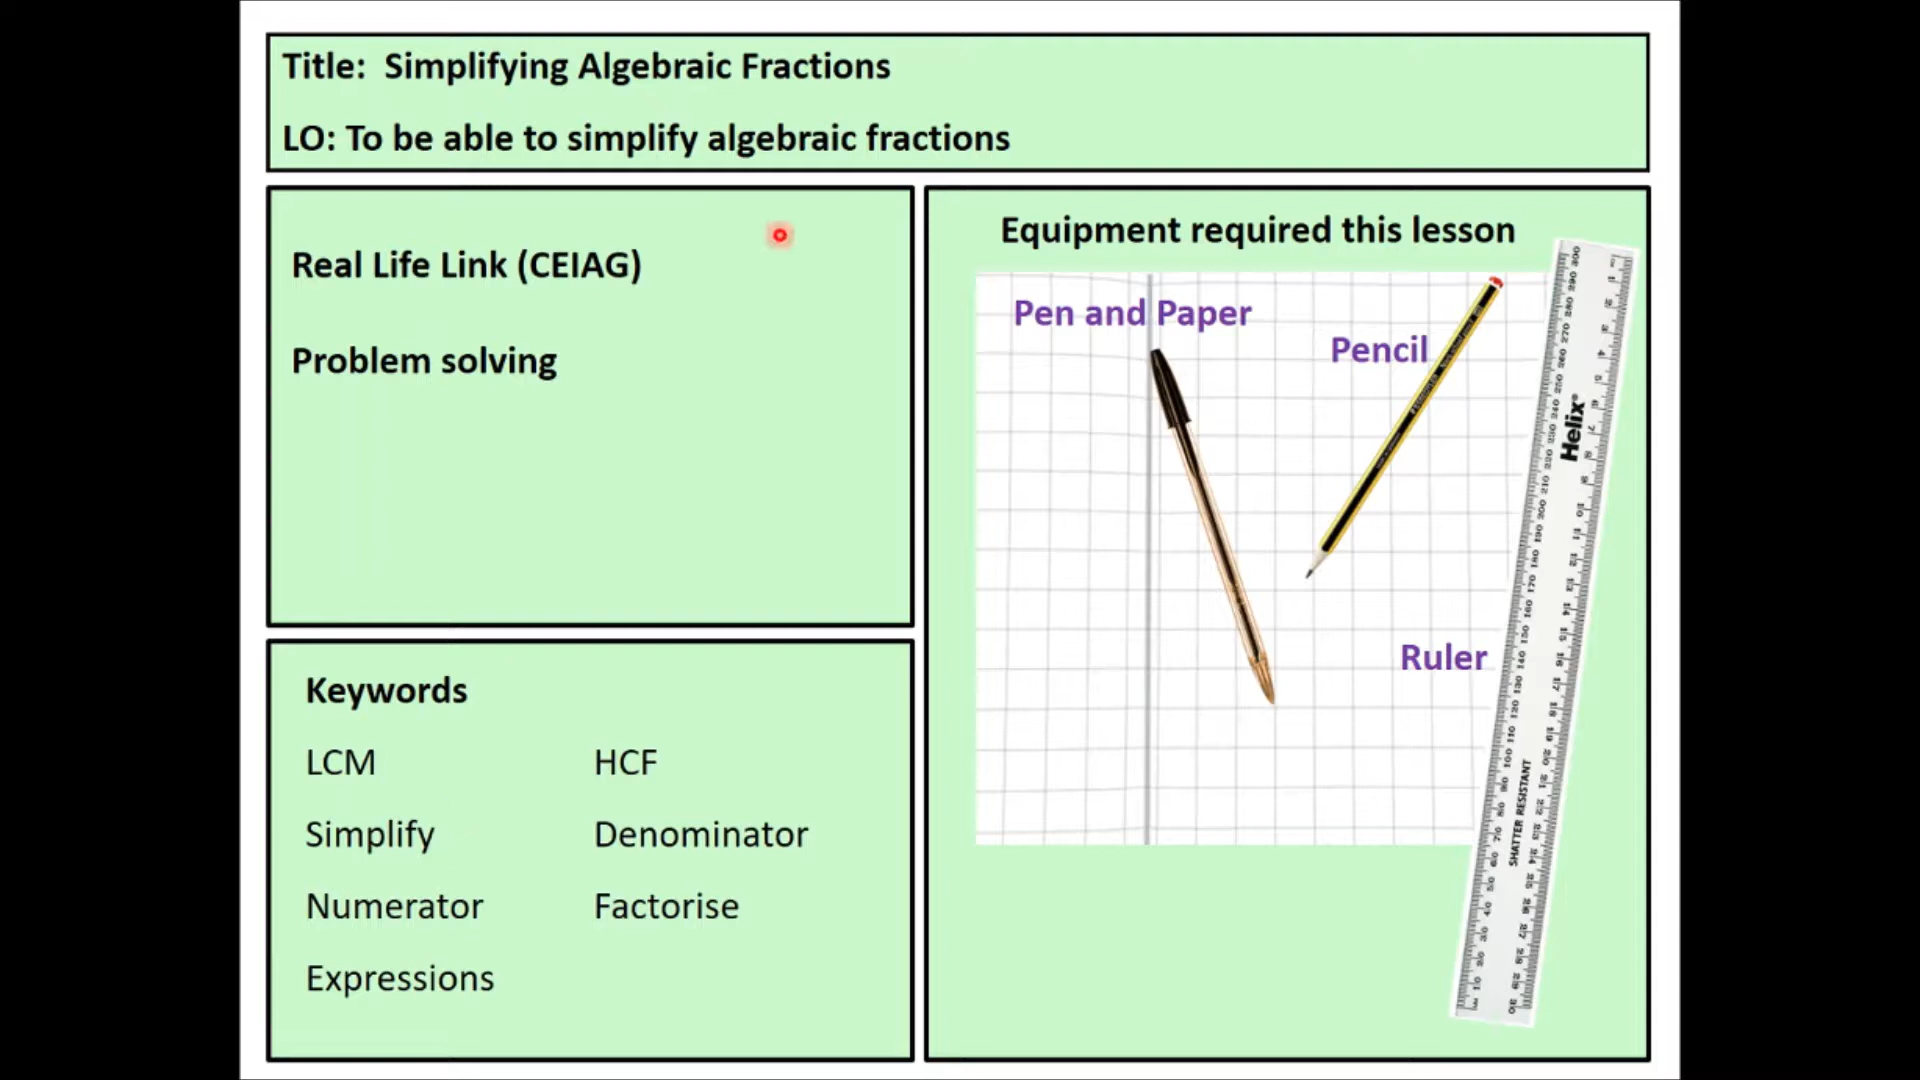 Title: Simplifying Algebraic Fractions
LO: To be able to simplify algebraic fractions
Real Life Link (CEIAG)
Problem solving
Keywords
LCM HCF
Simplify Denominator
Numerator Factorise
Expressions
Equipment required this lesson
Pen and Paper
Pencil
Ruler
Helix®
SHATTER RESISTANT